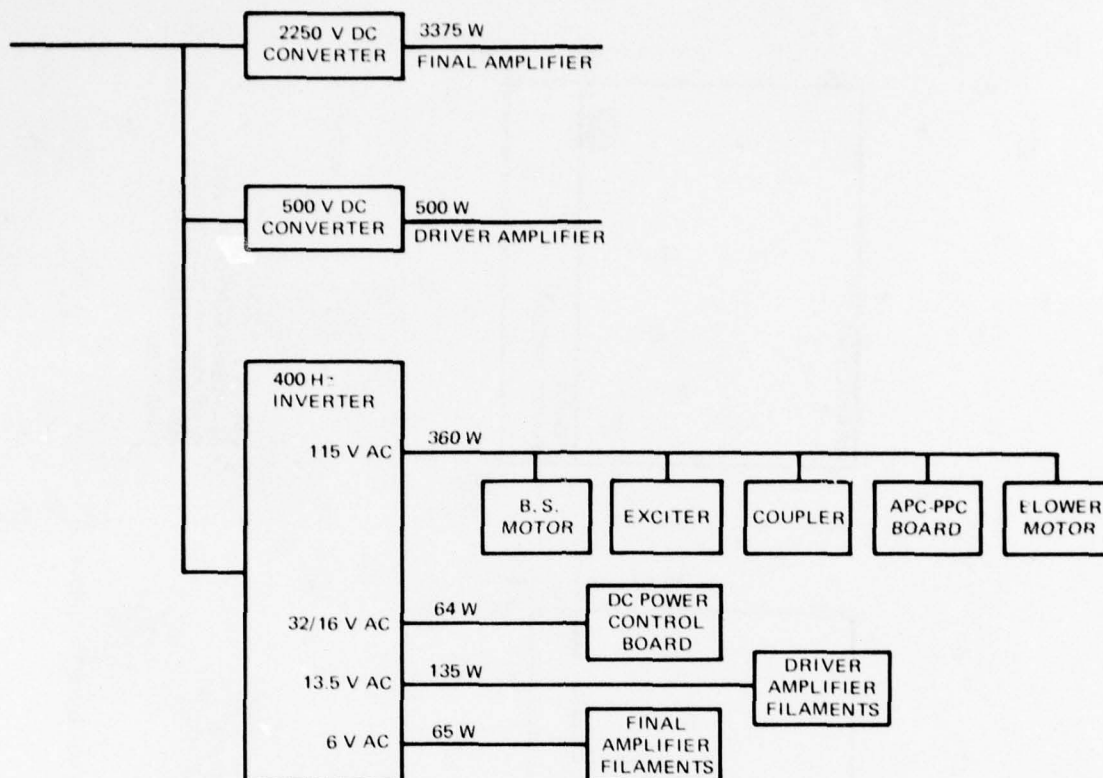 2250 V DC
CONVERTER
3375 W
FINAL AMPLIFIER
500 V DC
CONVERTER
500 W
DRIVER AMPLIFIER
400 H~
INVERTER
115 V AC
360 W
B. S.
MOTOR
EXCITER
COUPLER
APC-PPC
BOARD
BLOWER
MOTOR
32/16 V AC
64 W
DC POWER
CONTROL
BOARD
13.5 V AC
135 W
DRIVER
AMPLIFIER
FILAMENTS
6 V AC
65 W
FINAL
AMPLIFIER
FILAMENTS